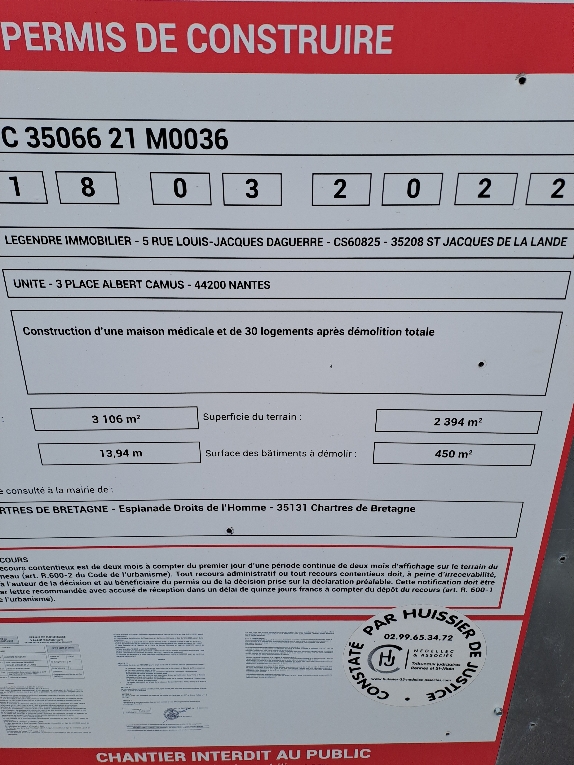 PERMIS DE CONSTRUIRE
C 35066 21 M0036
1 8 0 3 2 0 2 2
LEGENDRE IMMOBILIER - 5 RUE LOUIS-JACQUES DAGUERRE - CS60825 - 35208 ST JACQUES DE LA LANDE
UNITE - 3 PLACE ALBERT CAMUS - 44200 NANTES
Construction d'une maison médicale et de 30 logements après démolition totale
: 3 106 m² Superficie du terrain : 2 394 m²
13,94 m Surface des bâtiments à démolir : 450 m²
e consulté à la mairie de :
RTRES DE BRETAGNE - Esplanade Droits de l'Homme - 35131 Chartres de Bretagne
COURS
ecours contentieux est de deux mois à compter du premier jour d'une période continue de deux mois d'affichage sur le terrain du
neau (art. R.600-2 du Code de l'urbanisme). Tout recours administratif ou tout recours contentieux doit, à peine d'irrecevabilité,
à l'auteur de la décision et au bénéficiaire du permis ou de la décision prise sur la déclaration préalable. Cette notification doit être
ar lettre recommandée avec accusé de réception dans un délai de quinze jours francs à compter du dépôt du recours (art. R. 600-1
e l'urbanisme).
CONSTATÉ PAR HUISSIER DE JUSTICE
02.99.65.34.72
& ASSOCIÉS
CHANTIER INTERDIT AU PUBLIC